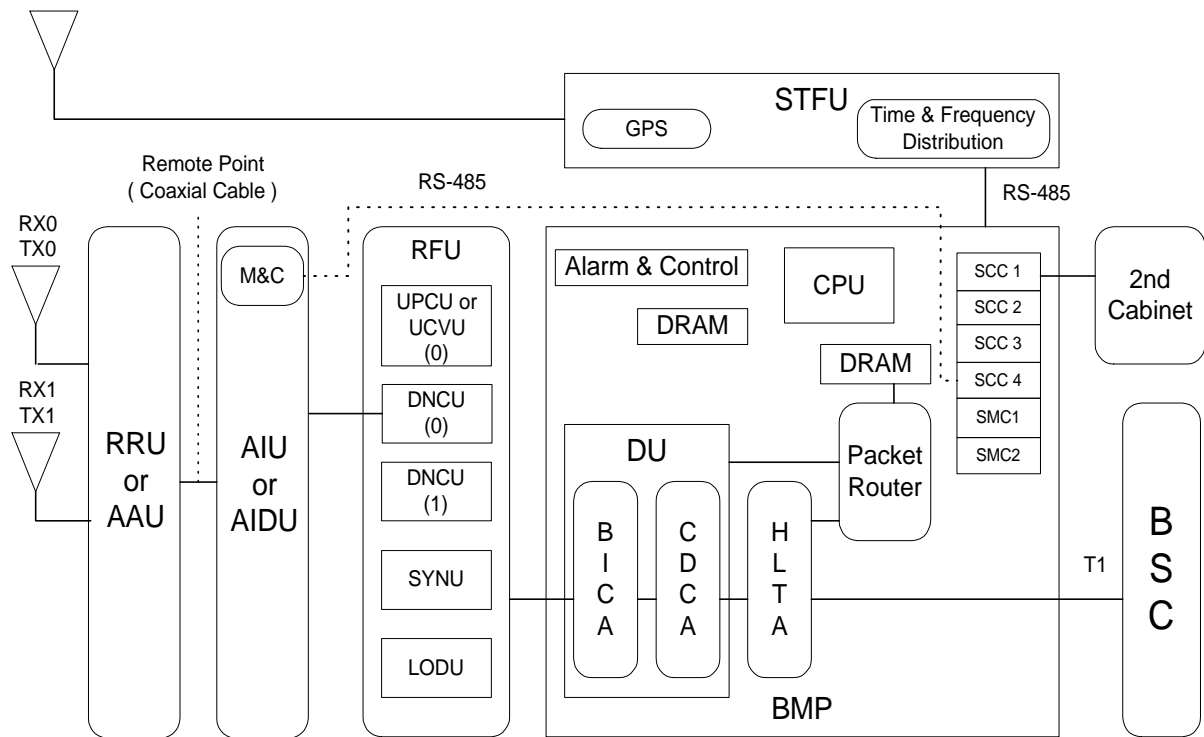 STFU
GPS
Time & Frequency
Distribution
Remote Point
( Coaxial Cable )
RS-485
RS-485
RX0
TX0
RX1
TX1
RRU
or
AAU
M&C
AIU
or
AIDU
RFU
UPCU or
UCVU
(0)
DNCU
(0)
DNCU
(1)
SYNU
LODU
Alarm & Control
DRAM
CPU
DRAM
SCC 1
SCC 2
SCC 3
SCC 4
SMC1
SMC2
2nd
Cabinet
DU
B
I
C
A
C
D
C
A
H
L
T
A
Packet
Router
BMP
T1
B
S
C